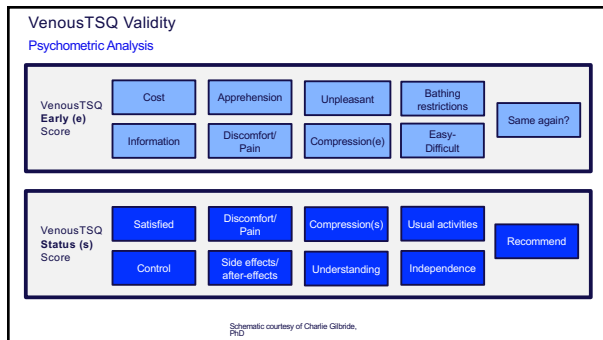 VenousTSQ Validity
Psychometric Analysis
VenousTSQ
Early (e)
Score
Cost
Apprehension
Unpleasant
Bathing
restrictions
Same again?
Information
Discomfort/
Pain
Compression(e)
Easy-
Difficult
VenousTSQ
Status (s)
Score
Satisfied
Discomfort/
Pain
Compression(s)
Usual activities
Recommend
Control
Side effects/
after-effects
Understanding
Independence
Schematic courtesy of Charlie Gilbride,
PhD